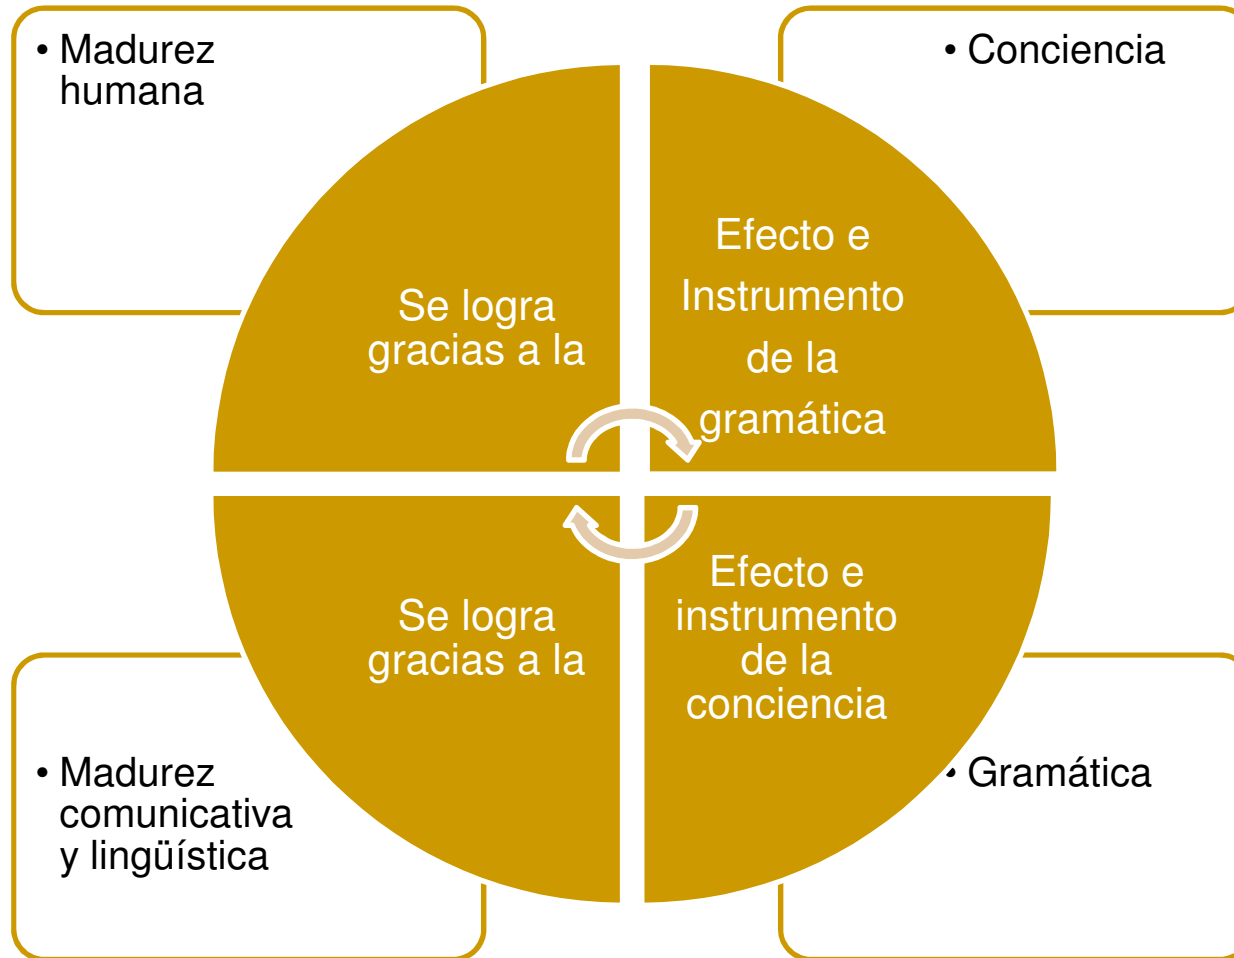 • Madurez
humana
• Conciencia
Se logra
gracias a la
Efecto e
Instrumento
de la
gramática
Se logra
gracias a la
Efecto e
instrumento
de la
conciencia
• Madurez
comunicativa
y lingüística
• Gramática